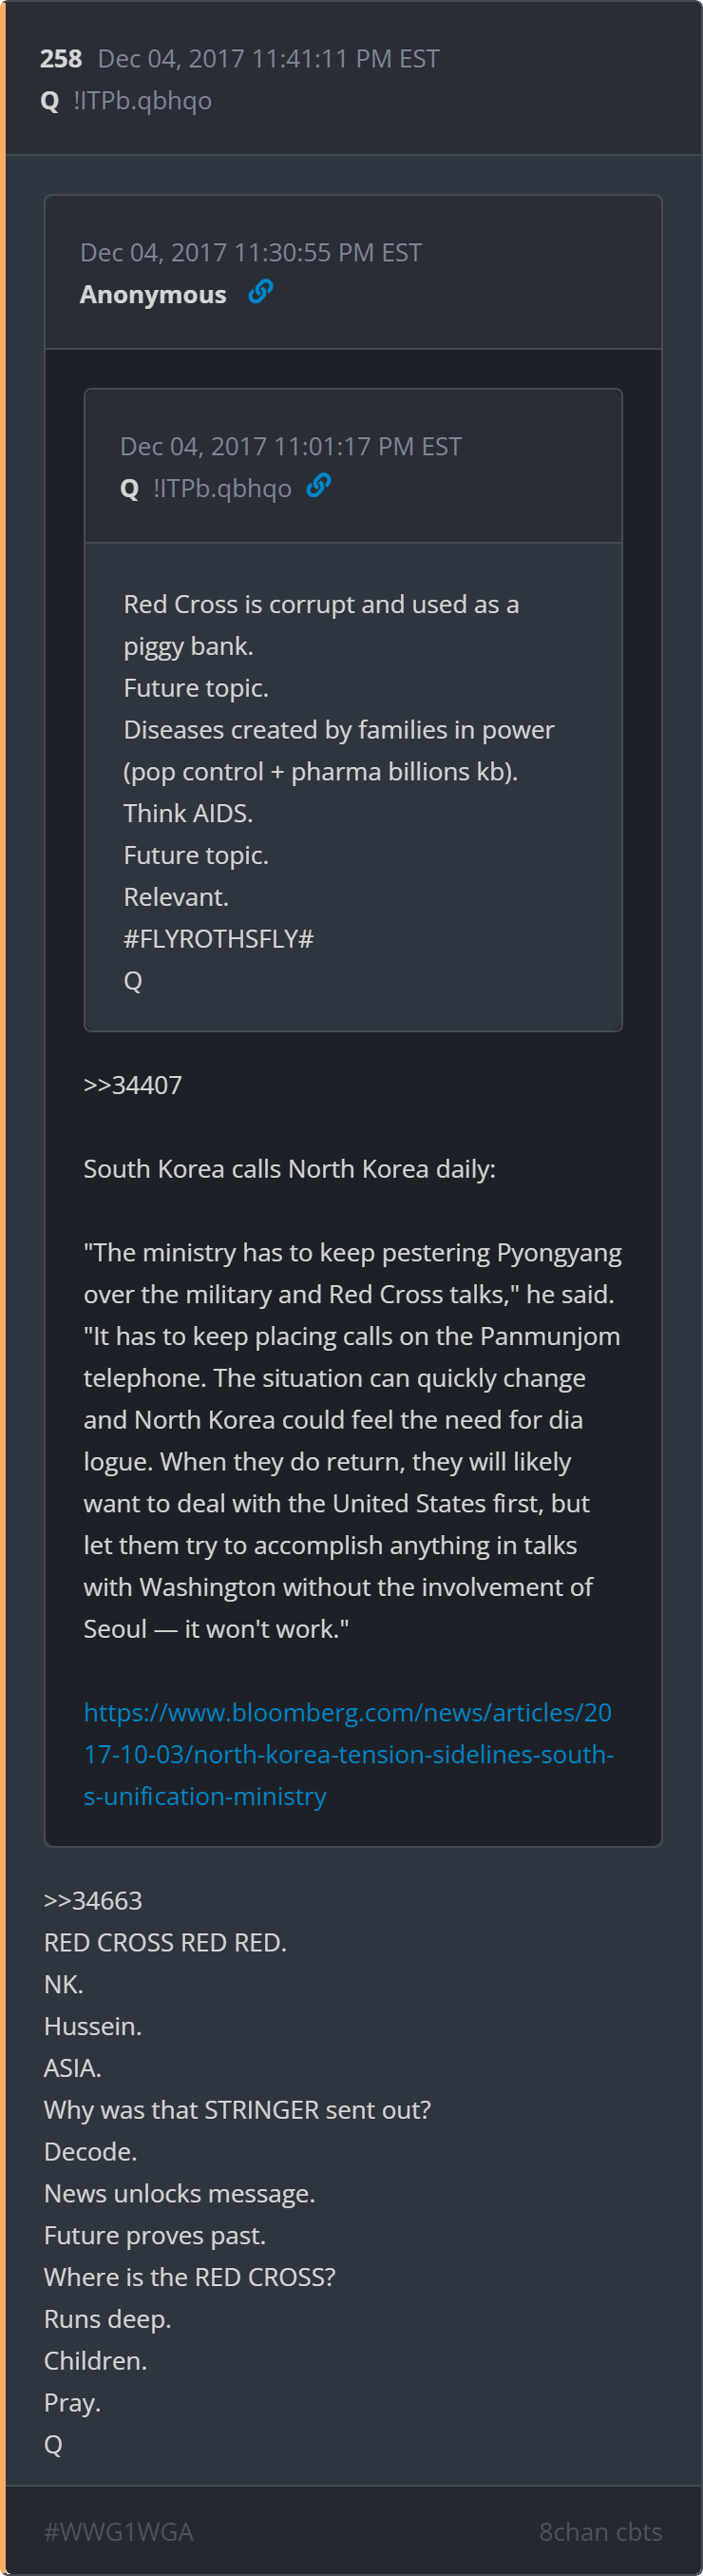 258 Dec 04, 2017 11:41:11 PM EST
Q !ITPb.qbhqo
Dec 04, 2017 11:30:55 PM EST
Anonymous
Dec 04, 2017 11:01:17 PM EST
Q !ITPb.qbhqo
Red Cross is corrupt and used as a
piggy bank.
Future topic.
Diseases created by families in power
(pop control + pharma billions kb).
Think AIDS.
Future topic.
Relevant.
#FLYROTHSFLY#
Q
>>34407
South Korea calls North Korea daily:
"The ministry has to keep pestering Pyongyang
over the military and Red Cross talks," he said.
"It has to keep placing calls on the Panmunjom
telephone. The situation can quickly change
and North Korea could feel the need for dia
logue. When they do return, they will likely
want to deal with the United States first, but
let them try to accomplish anything in talks
with Washington without the involvement of
Seoul — it won't work."
https://www.bloomberg.com/news/articles/20
17-10-03/north-korea-tension-sidelines-south-
s-unification-ministry
>>34663
RED CROSS RED RED.
NK.
Hussein.
ASIA.
Why was that STRINGER sent out?
Decode.
News unlocks message.
Future proves past.
Where is the RED CROSS?
Runs deep.
Children.
Pray.
Q
#WWG1WGA 8chan cbts